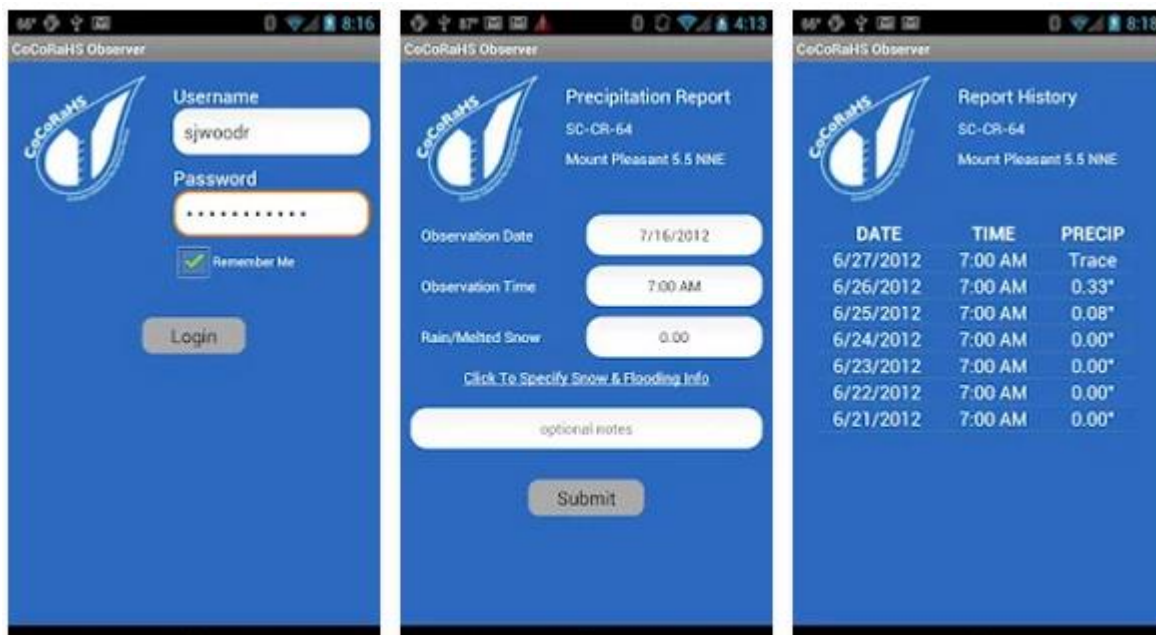 66° 8:16
CoCoRaHS Observer
CoCoRaHS
Username
sjwoodr
Password
Remember Me
Login
87° 4:13
CoCoRaHS Observer
CoCoRaHS
Precipitation Report
SC-CR-64
Mount Pleasant 5.5 NNE
Observation Date 7/16/2012
Observation Time 7:00 AM
Rain/Melted Snow 0.00
Click To Specify Snow & Flooding Info
optional notes
Submit
66° 8:18
CoCoRaHS Observer
CoCoRaHS
Report History
SC-CR-64
Mount Pleasant 5.5 NNE
DATE TIME PRECIP
6/27/2012 7:00 AM Trace
6/26/2012 7:00 AM 0.33"
6/25/2012 7:00 AM 0.08"
6/24/2012 7:00 AM 0.00"
6/23/2012 7:00 AM 0.00"
6/22/2012 7:00 AM 0.00"
6/21/2012 7:00 AM 0.00"